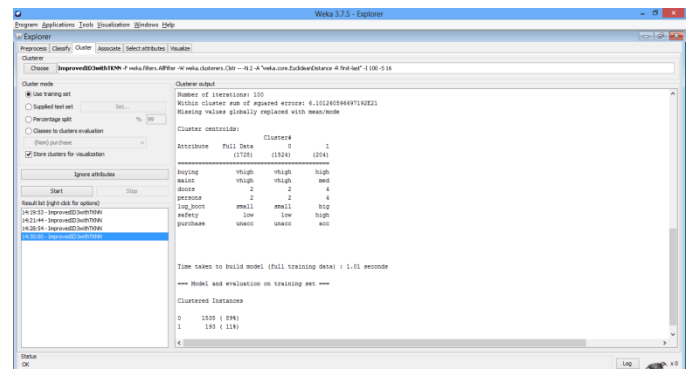 Weka 3.7.5 - Explorer
Program Applications Tools Visualization Windows Help
Explorer
Preprocess Classify Cluster Associate Select attributes Visualize
Clusterer
Choose ImprovedID3withTKNN -F weka.filters.AllFilter -W weka.clusterers.Clstr -- -N 2 -A "weka.core.EuclideanDistance -R first-last" -I 100 -S 16
Cluster mode
Use training set
Supplied test set Set...
Percentage split % 99
Classes to clusters evaluation
(Nom) purchase
Store clusters for visualization
Ignore attributes
Start Stop
Result list (right-click for options)
14:19:53 - ImprovedID3withTKNN
14:21:44 - ImprovedID3withTKNN
14:28:54 - ImprovedID3withTKNN
14:30:00 - ImprovedID3withTKNN
Clusterer output
Number of iterations: 100
Within cluster sum of squared errors: 6.101260596697192E21
Missing values globally replaced with mean/mode
Cluster centroids:
Cluster#
Attribute Full Data 0 1
(1728) (1524) (204)
buying vhigh vhigh high
maint vhigh vhigh med
doors 2 2 4
persons 2 2 4
lug_boot small small big
safety low low high
purchase unacc unacc acc
Time taken to build model (full training data) : 1.01 seconds
=== Model and evaluation on training set ===
Clustered Instances
0 1535 ( 89%)
1 193 ( 11%)
Status
OK
Log
x 0